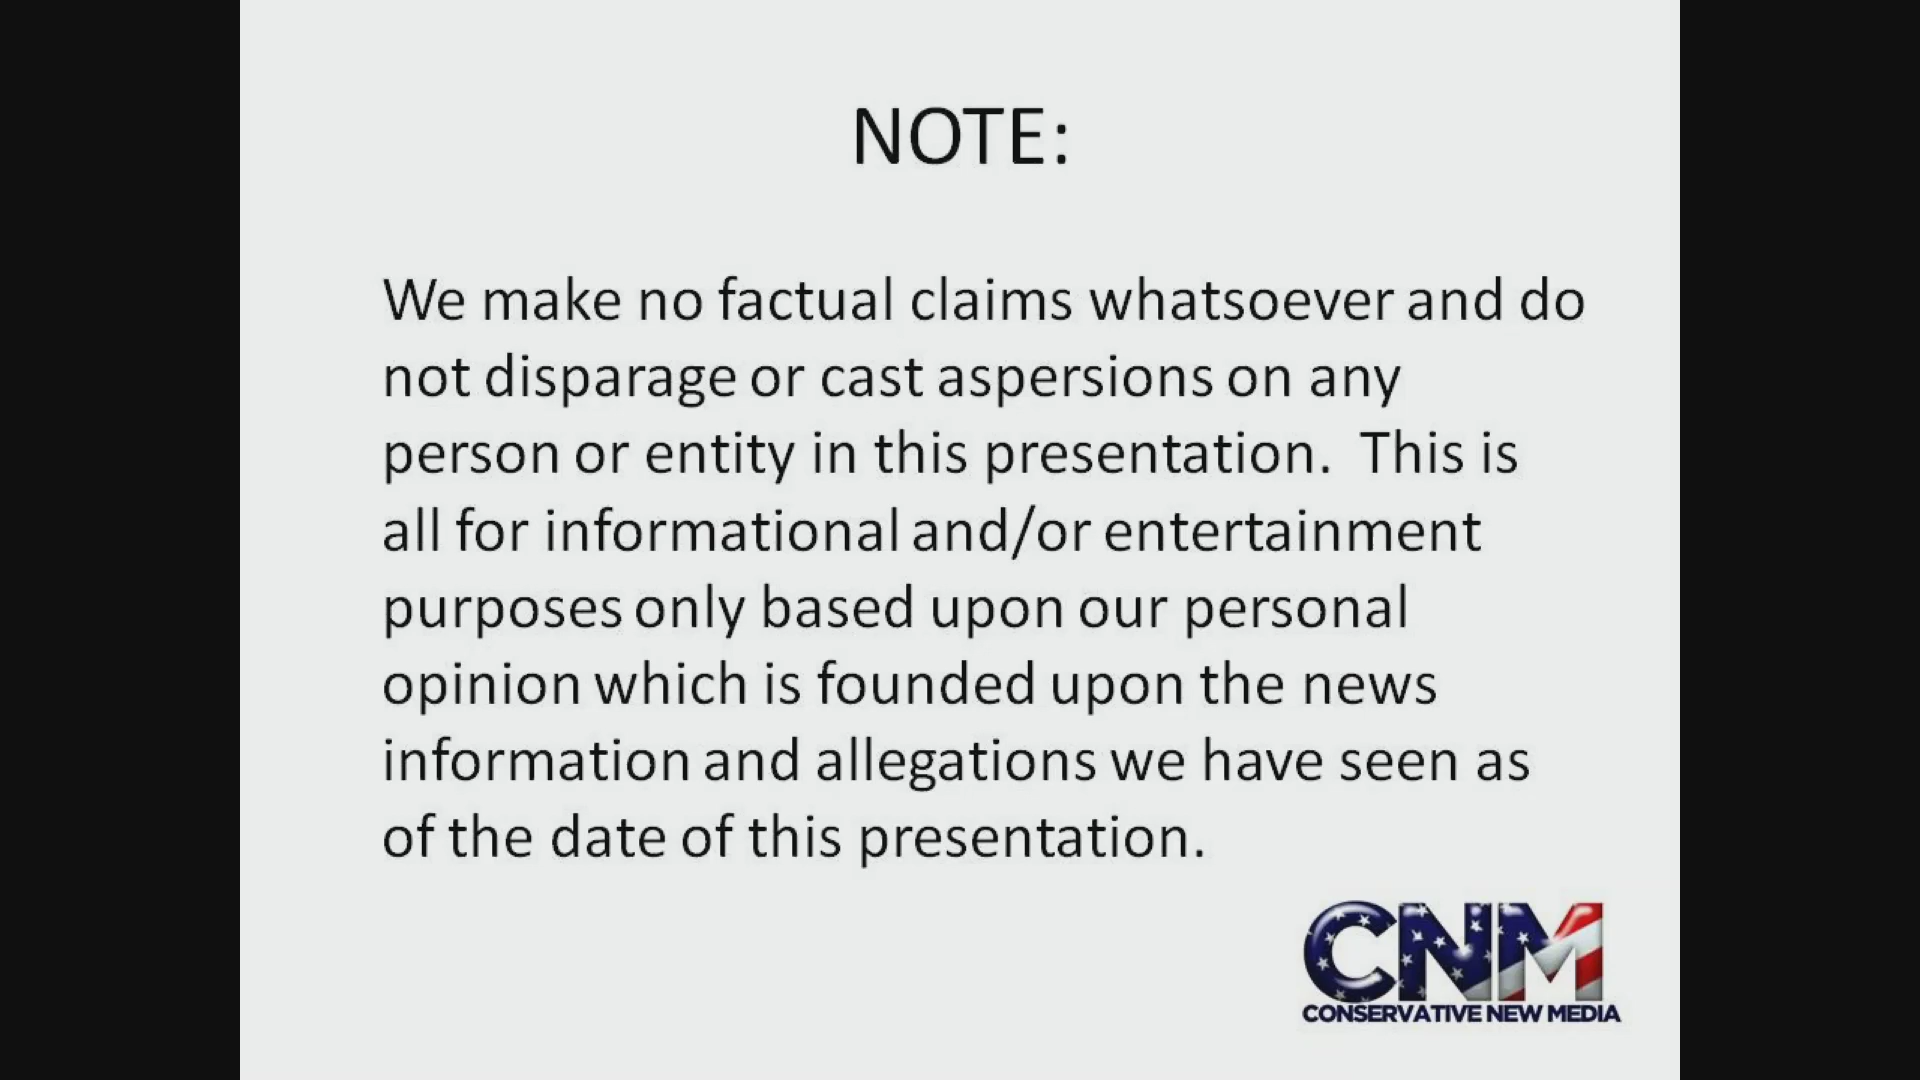 NOTE:
We make no factual claims whatsoever and do
not disparage or cast aspersions on any
person or entity in this presentation.  This is
all for informational and/or entertainment
purposes only based upon our personal
opinion which is founded upon the news
information and allegations we have seen as
of the date of this presentation.
CNM
CONSERVATIVE NEW MEDIA